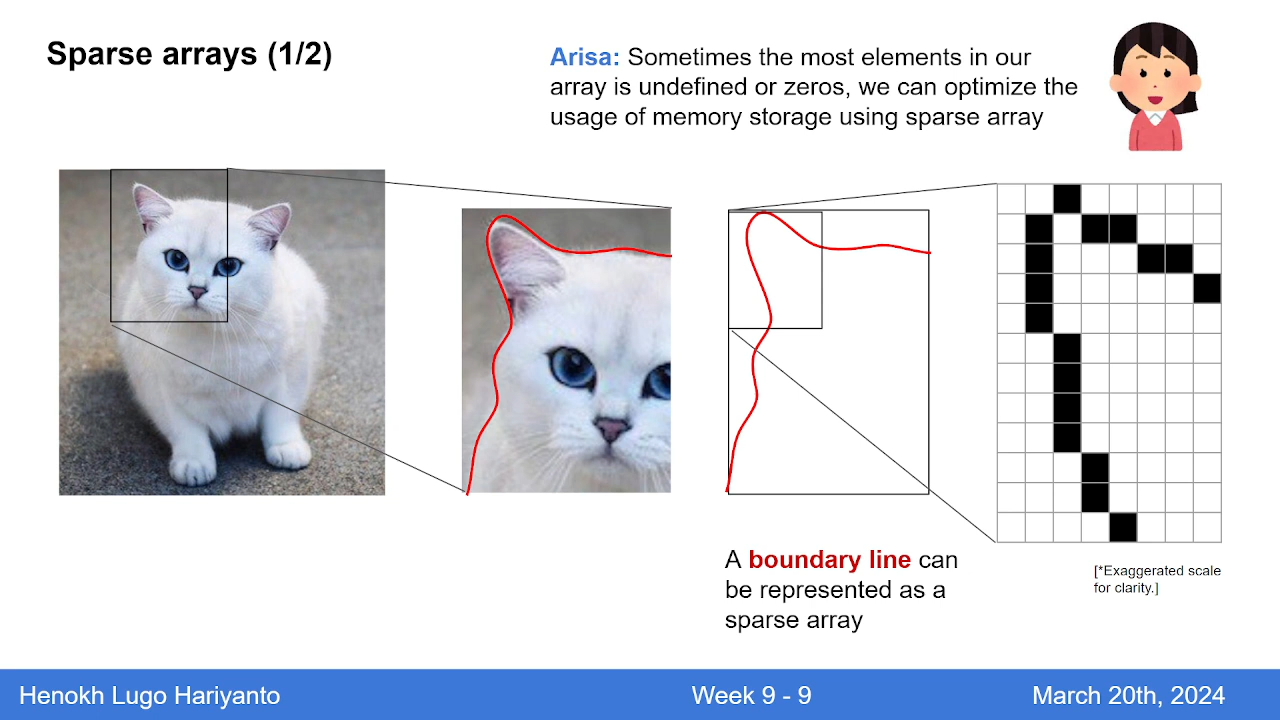 Sparse arrays (1/2)
Arisa: Sometimes the most elements in our
array is undefined or zeros, we can optimize the
usage of memory storage using sparse array
A boundary line can
be represented as a
sparse array
[*Exaggerated scale
for clarity.]
Henokh Lugo Hariyanto
Week 9 - 9
March 20th, 2024